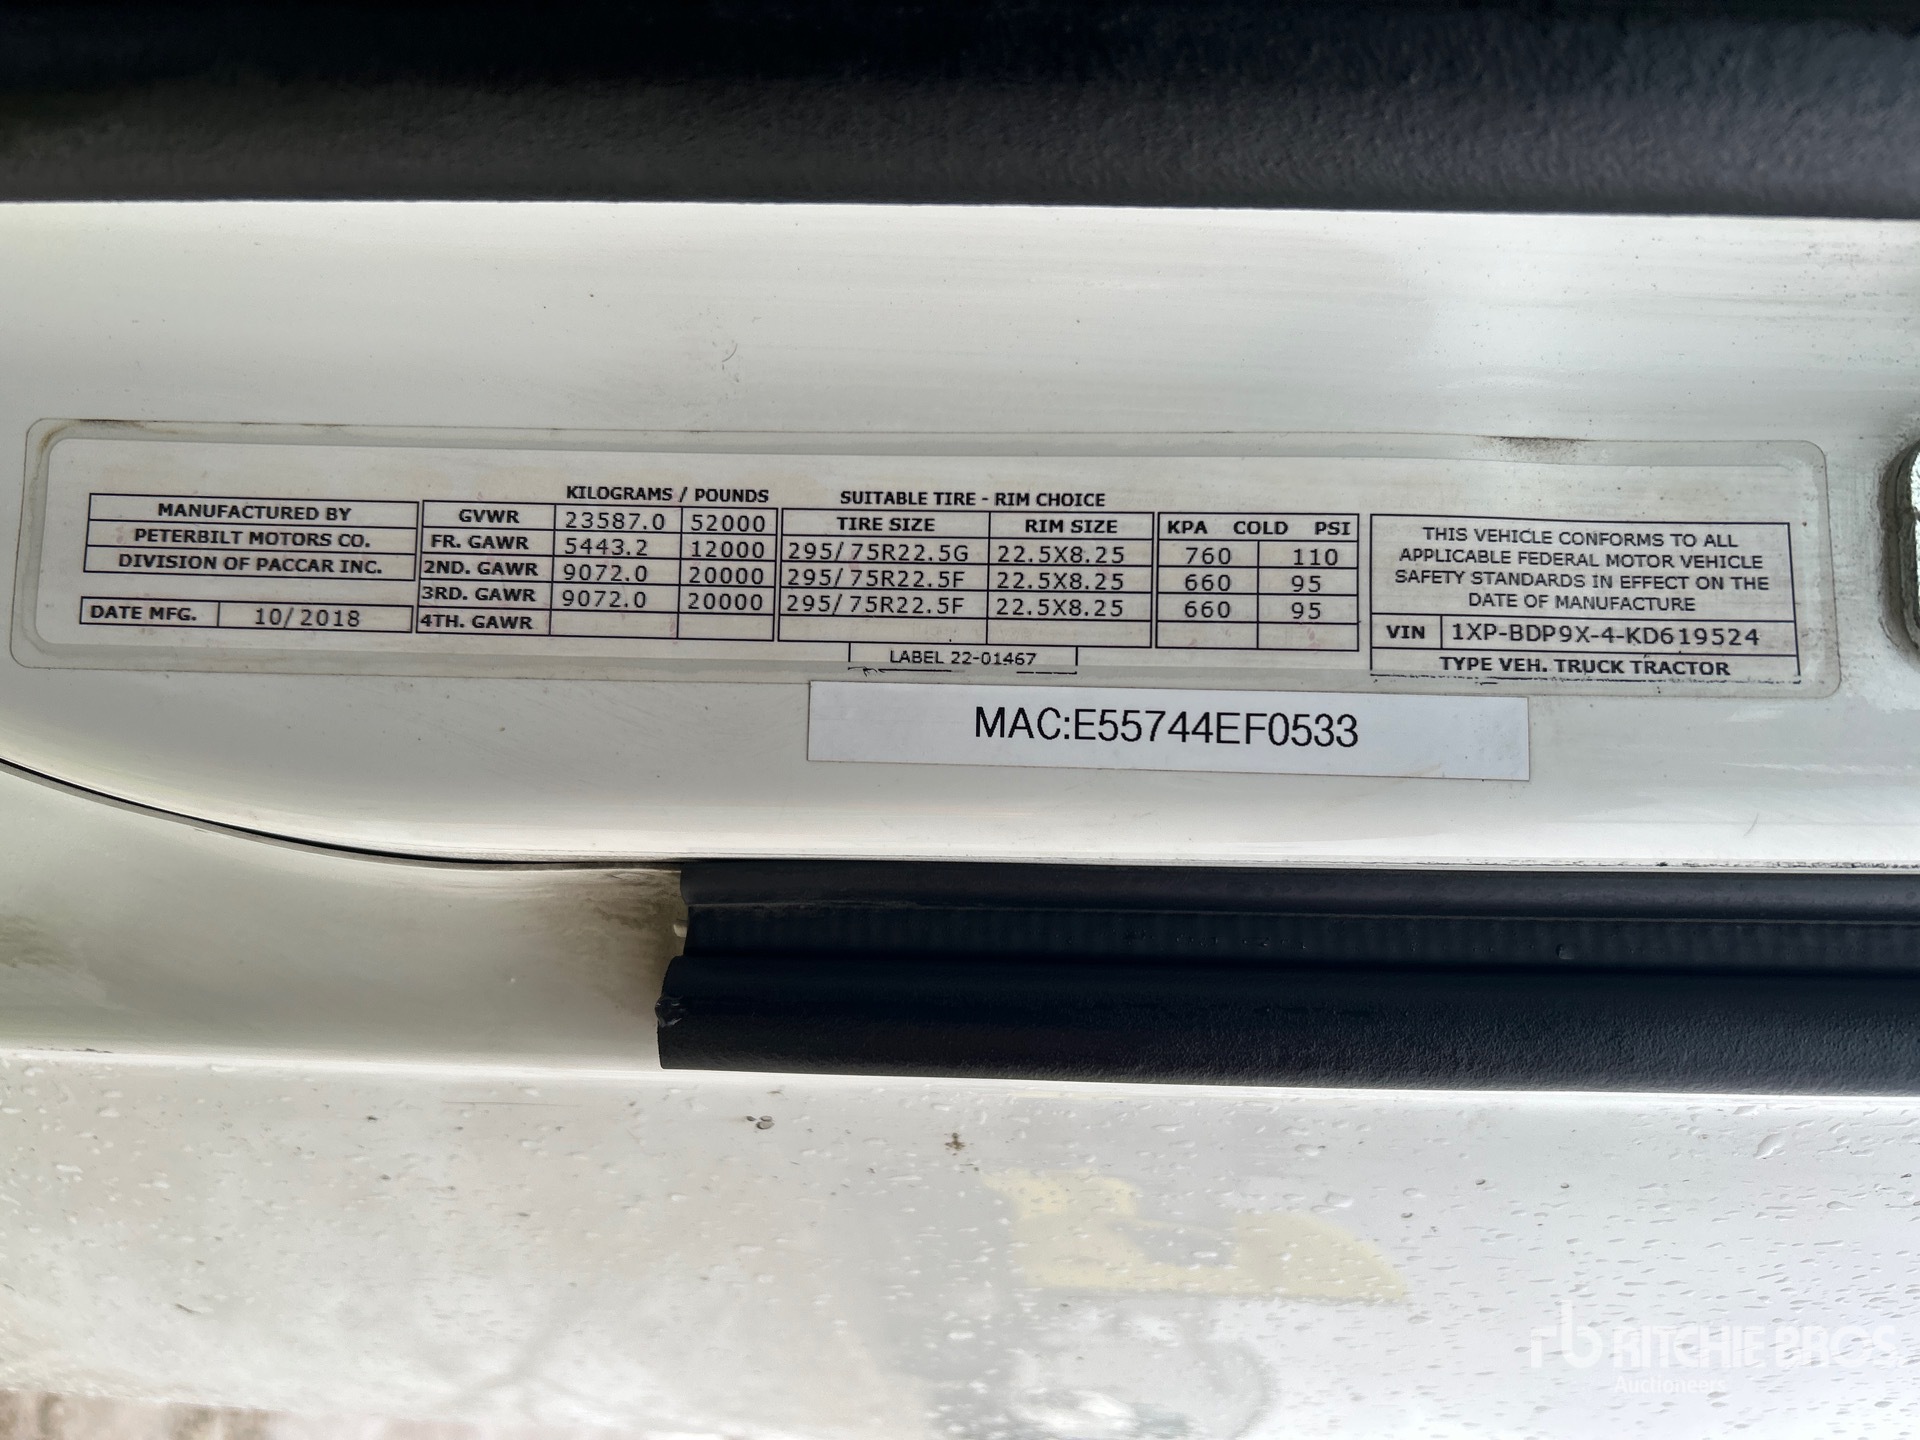 KILOGRAMS / POUNDS SUITABLE TIRE - RIM CHOICE
MANUFACTURED BY
PETERBILT MOTORS CO.
DIVISION OF PACCAR INC.
DATE MFG. 10/2018
GVWR 23587.0 52000
FR. GAWR 5443.2 12000
2ND. GAWR 9072.0 20000
3RD. GAWR 9072.0 20000
4TH. GAWR
TIRE SIZE RIM SIZE KPA COLD PSI
295/75R22.5G 22.5X8.25 760 110
295/75R22.5F 22.5X8.25 660 95
295/75R22.5F 22.5X8.25 660 95
LABEL 22-01467
THIS VEHICLE CONFORMS TO ALL
APPLICABLE FEDERAL MOTOR VEHICLE
SAFETY STANDARDS IN EFFECT ON THE
DATE OF MANUFACTURE
VIN 1XP-BDP9X-4-KD619524
TYPE VEH. TRUCK TRACTOR
MAC:E55744EF0533
rb RITCHIE BROS.
Auctioneers